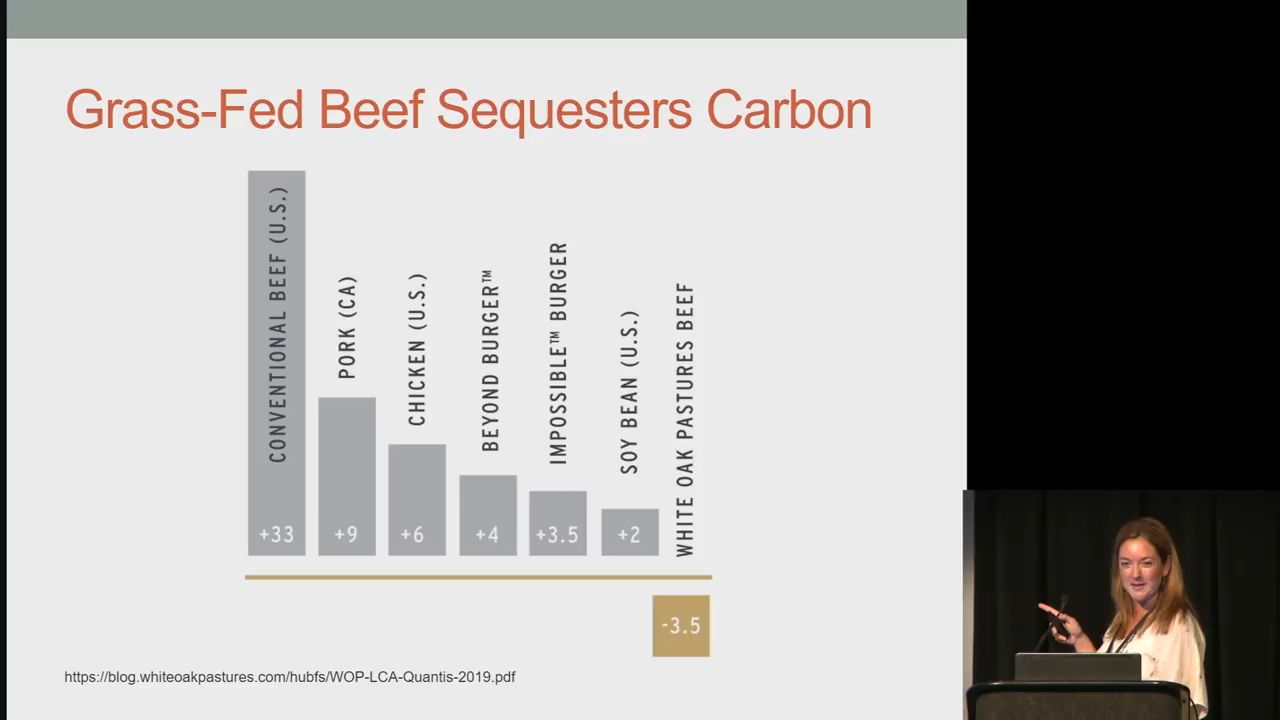 Grass-Fed Beef Sequesters Carbon
CONVENTIONAL BEEF (U.S.)
PORK (CA)
CHICKEN (U.S.)
BEYOND BURGER™
IMPOSSIBLE™ BURGER
SOY BEAN (U.S.)
WHITE OAK PASTURES BEEF
+33
+9
+6
+4
+3.5
+2
-3.5
https://blog.whiteoakpastures.com/hubfs/WOP-LCA-Quantis-2019.pdf